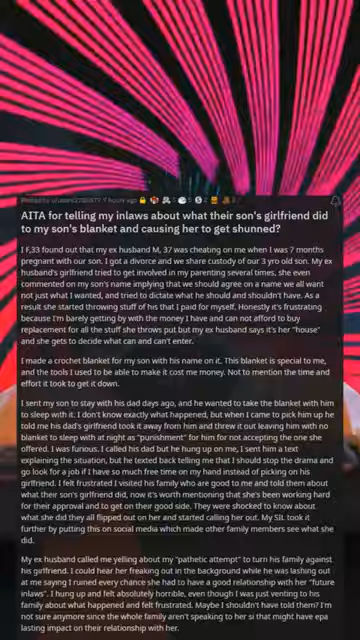 Posted by 7 hours ago
AITA for telling my inlaws about what their son's girlfriend did
to my son's blanket and causing her to get shunned?
I F,33 found out that my ex husband M, 37 was cheating on me when I was 7 months
pregnant with our son. I got a divorce and we share custody of our 3 yro old son. My ex
husband's girlfriend tried to get involved in my parenting several times, she even
commented on my son's name implying that we should agree on a name we all want
not just what I wanted, and tried to dictate what he should and shouldn't have. As a
result she started throwing stuff of his that I paid for myself, Honestly it's frustrating
because I'm barely getting by with the money I have and can not afford to buy
replacement for all the stuff she throws put but my ex husband says it's her "house"
and she gets to decide what can and can't enter.
I made a crochet blanket for my son with his name on it. This blanket is special to me,
and the tools I used to be able to make it cost me money. Not to mention the time and
effort it took to get it down.
I sent my son to stay with his dad days ago, and he wanted to take the blanket with him
to sleep with it. I don't know exactly what happened, but when I came to pick him up he
told me his dad's girlfriend took it away from him and threw it out leaving him with no
blanket to sleep with at night as "punishment" for him for not accepting the one she
offered. I was furious. I called his dad but he hung up on me, I sent him a text
explaining the situation, but he texted back telling me that I should stop the drama and
go look for a job if I have so much free time on my hand instead of picking on his
girlfriend. I felt frustrated I visited his family who are good to me and told them about
what their son's girlfriend did, now it's worth mentioning that she's been working hard
for their approval and to get on their good side. They were shocked to know about
what she did they all flipped out on her and started calling her out. My SIL took it
further by putting this on social media which made other family members see what she
did.
My ex husband called me yelling about my "pathetic attempt" to turn his family against
his girlfriend. I could hear her freaking out in the background while he was lashing out
at me saying I ruined every chance she had to have a good relationship with her "future
inlaws". I hung up and felt absolutely horrible, even though I was just venting to his
family about what happened and felt frustrated. Maybe I shouldn't have told them? I'm
not sure anymore since the whole family aren't speaking to her is that might have epa
lasting impact on their relationship with her.